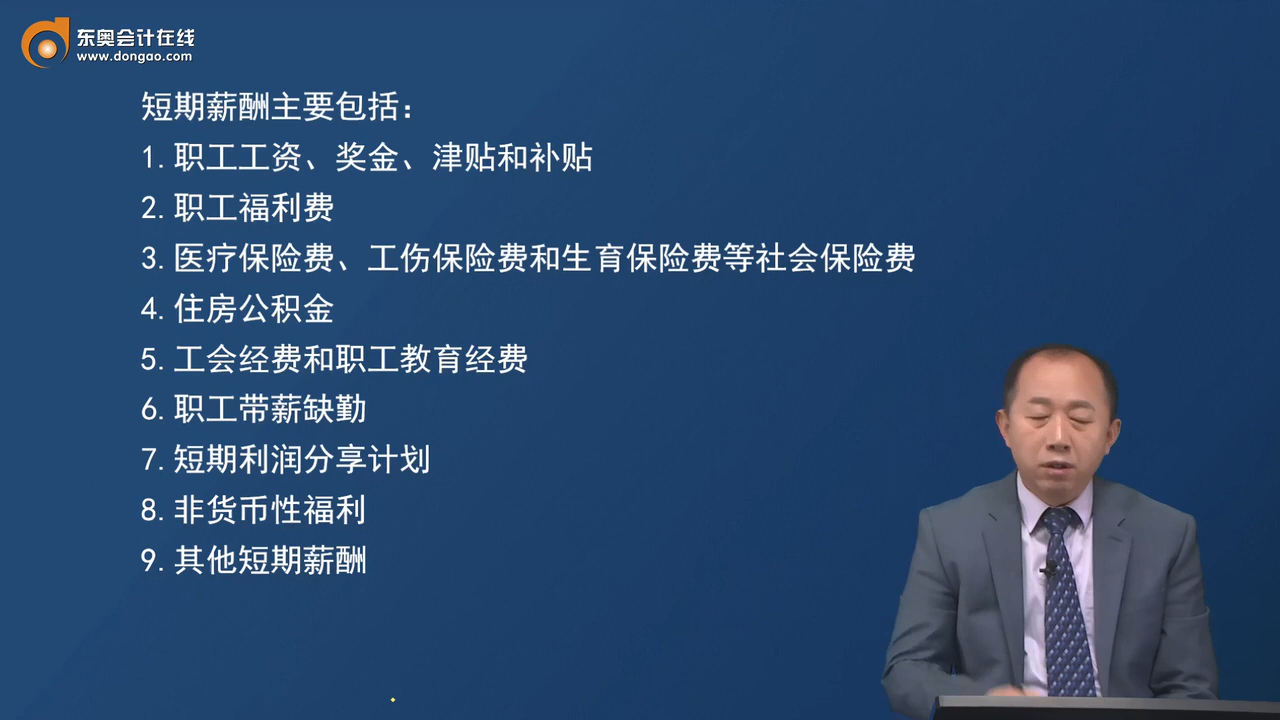 东奥会计在线
www.dongao.com
短期薪酬主要包括：
1.职工工资、奖金、津贴和补贴
2.职工福利费
3.医疗保险费、工伤保险费和生育保险费等社会保险费
4.住房公积金
5.工会经费和职工教育经费
6.职工带薪缺勤
7.短期利润分享计划
8.非货币性福利
9.其他短期薪酬